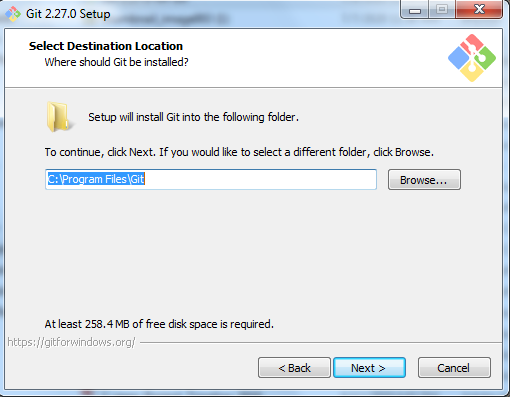 Git 2.27.0 Setup
Select Destination Location
Where should Git be installed?
Setup will install Git into the following folder.
To continue, click Next. If you would like to select a different folder, click Browse.
C:\Program Files\Git
Browse...
At least 258.4 MB of free disk space is required.
https://gitforwindows.org/
< Back
Next >
Cancel